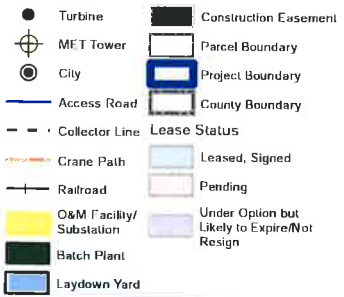 Turbine
MET Tower
City
Access Road
Collector Line
Crane Path
Railroad
O&M Facility/
Substation
Batch Plant
Laydown Yard
Construction Easement
Parcel Boundary
Project Boundary
County Boundary
Lease Status
Leased, Signed
Pending
Under Option but
Likely to Expire/Not
Resign